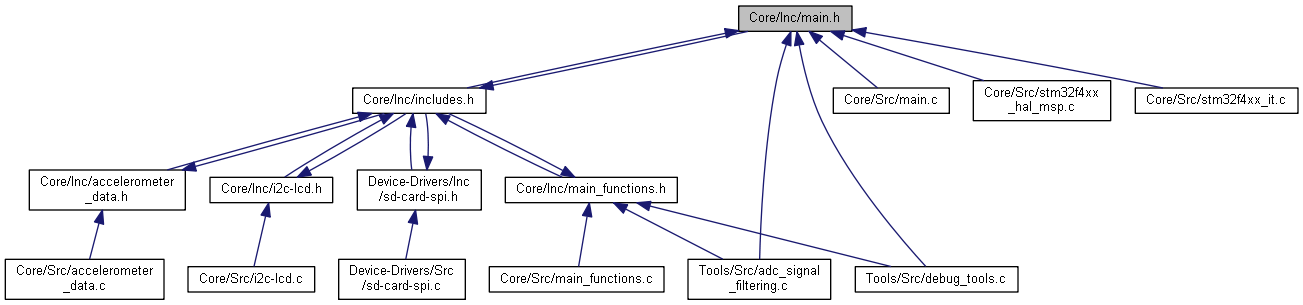 Core/Inc/main.h
Core/Inc/includes.h
Core/Src/main.c
Core/Src/stm32f4xx
_hal_msp.c
Core/Src/stm32f4xx_it.c
Core/Inc/accelerometer
_data.h
Core/Inc/i2c-lcd.h
Device-Drivers/Inc
/sd-card-spi.h
Core/Inc/main_functions.h
Core/Src/accelerometer
_data.c
Core/Src/i2c-lcd.c
Device-Drivers/Src
/sd-card-spi.c
Core/Src/main_functions.c
Tools/Src/adc_signal
_filtering.c
Tools/Src/debug_tools.c